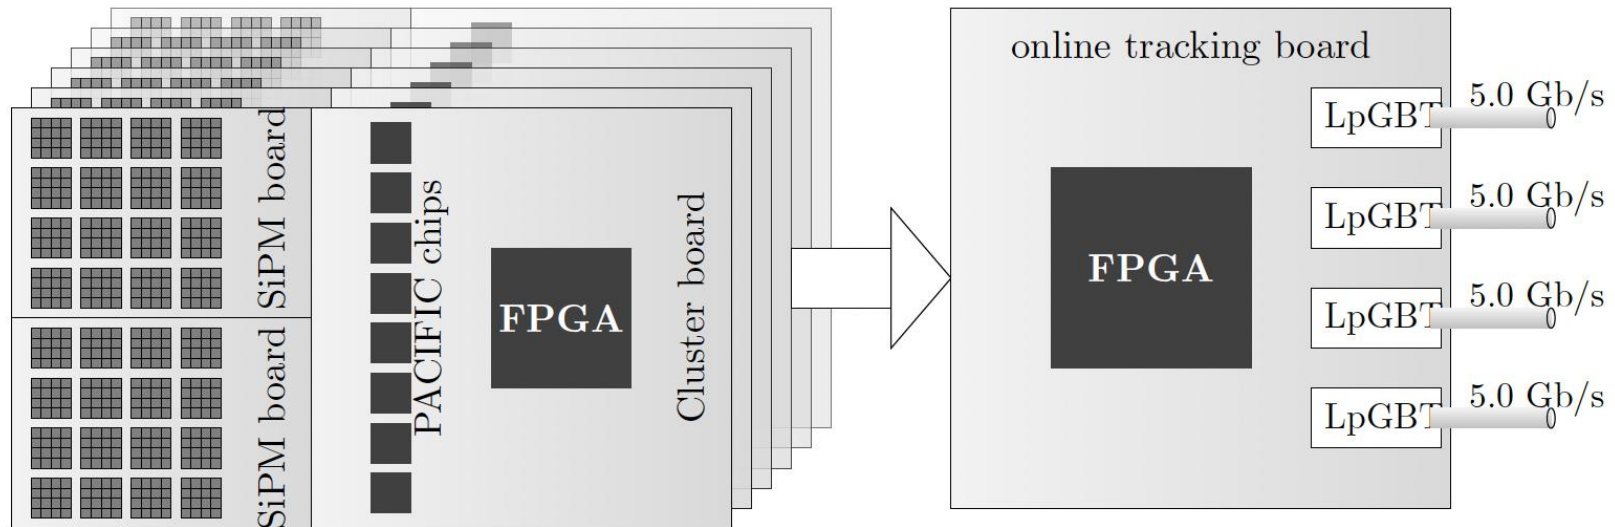 SiPM board
SiPM board
PACIFIC chips
FPGA
Cluster board
online tracking board
FPGA
LpGBT
5.0 Gb/s
LpGBT
5.0 Gb/s
LpGBT
5.0 Gb/s
LpGBT
5.0 Gb/s